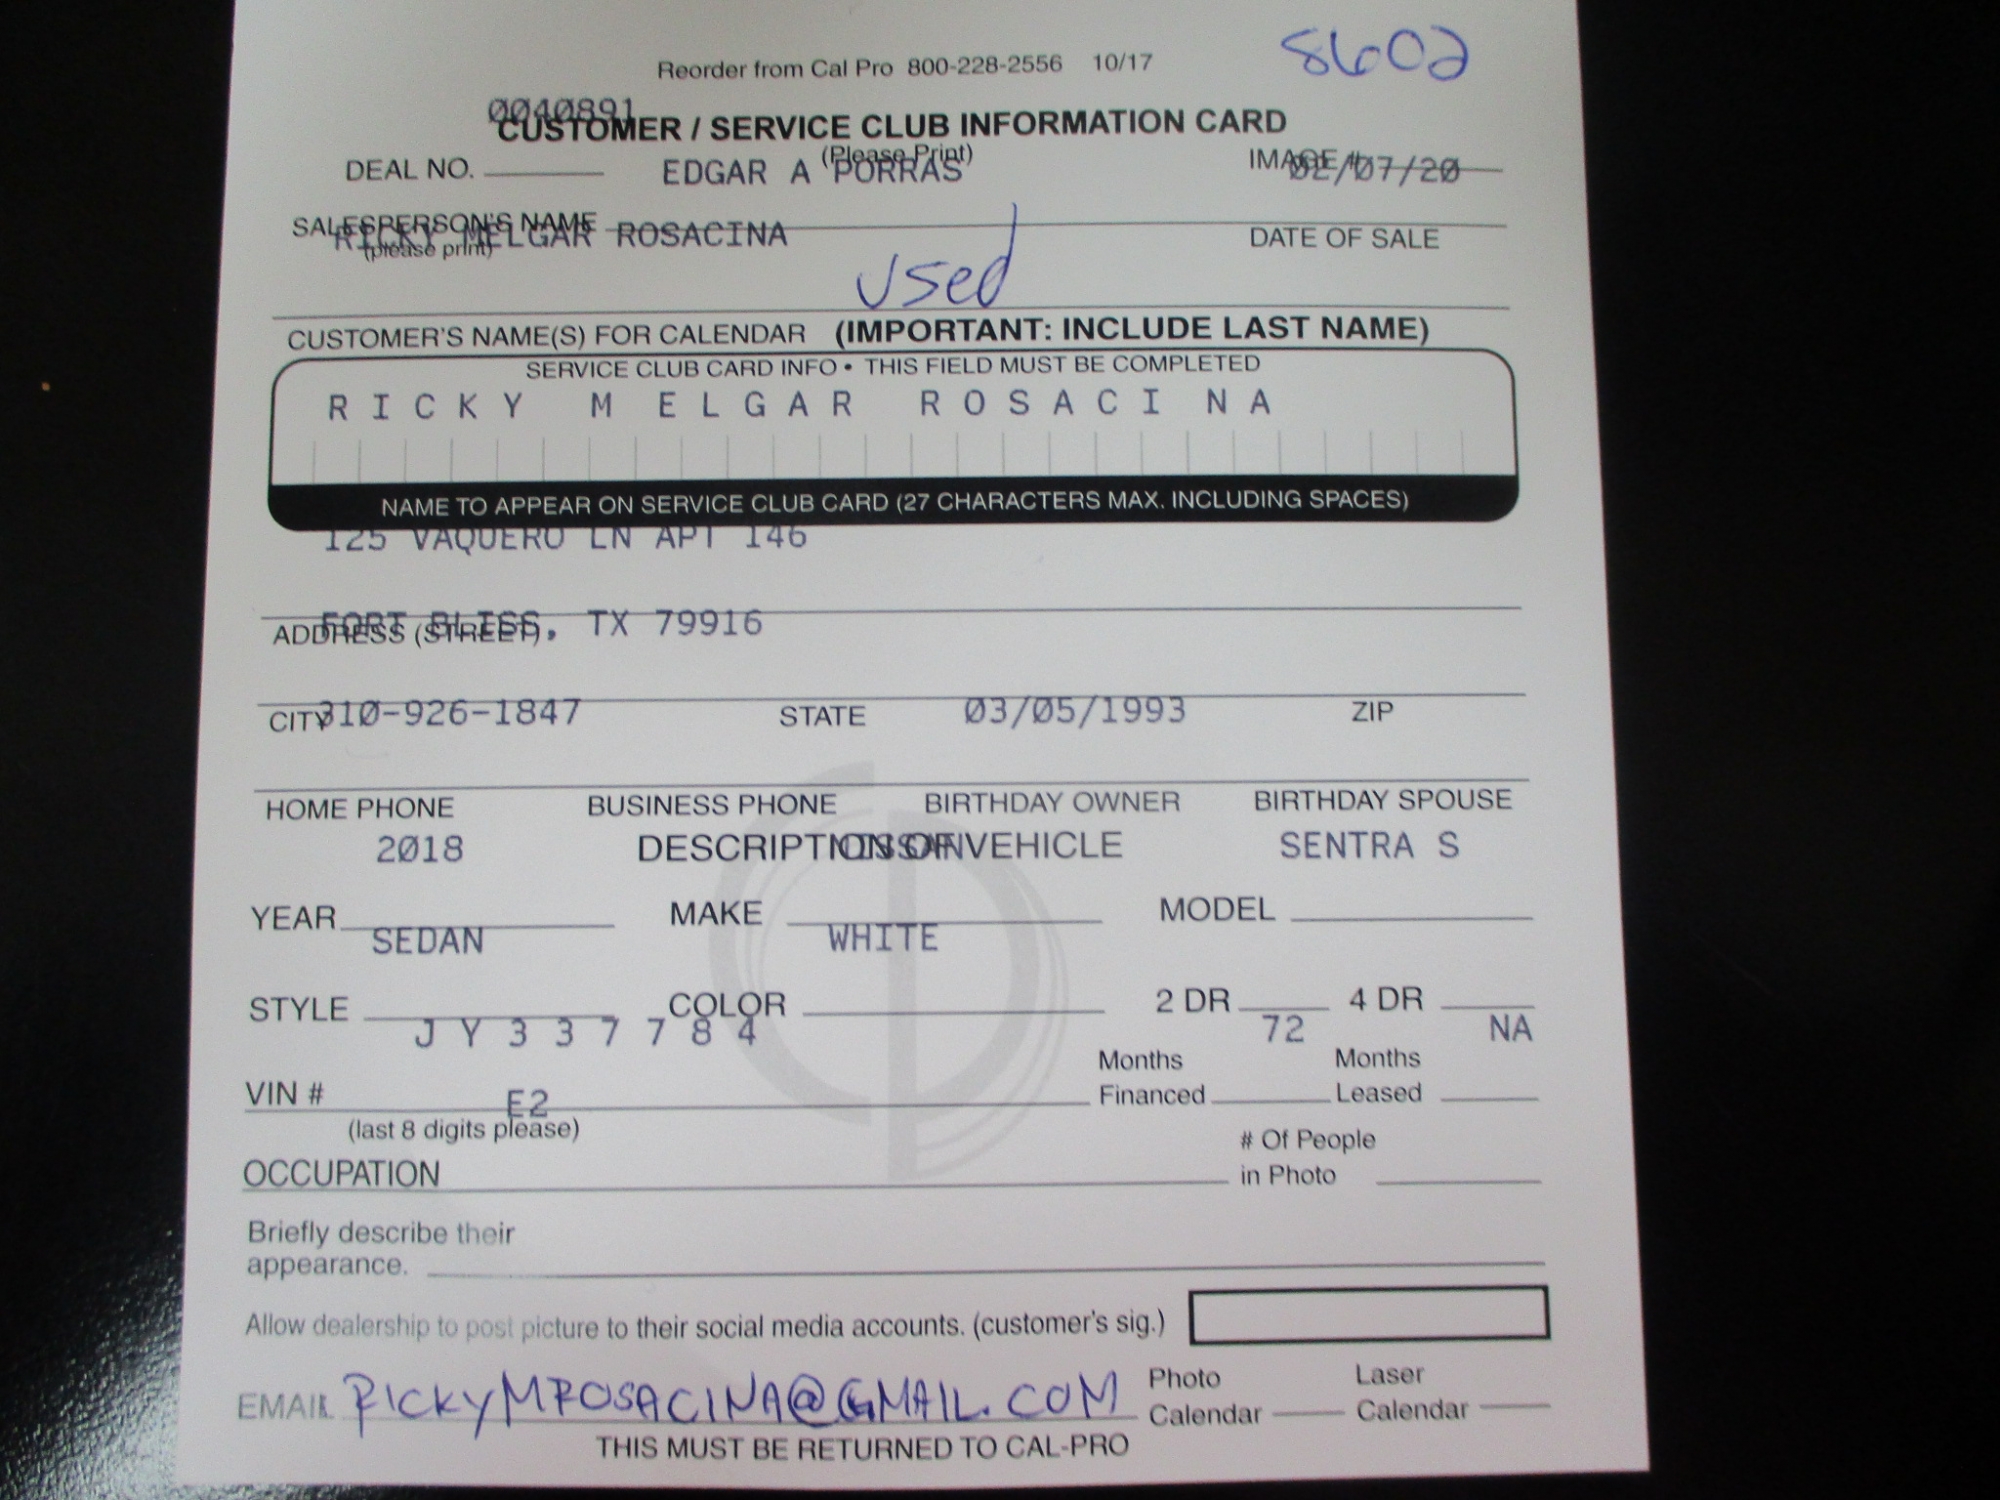 8602
Reorder from Cal Pro 800-228-2556 10/17
0040891
CUSTOMER / SERVICE CLUB INFORMATION CARD
(Please Print)
DEAL NO. EDGAR A PORRAS IMAGE # 02/07/20
SALESPERSON'S NAME
RICKY MELGAR ROSACINA DATE OF SALE
(please print)
Used
CUSTOMER'S NAME(S) FOR CALENDAR (IMPORTANT: INCLUDE LAST NAME)
SERVICE CLUB CARD INFO • THIS FIELD MUST BE COMPLETED
RICKY MELGAR ROSACINA
NAME TO APPEAR ON SERVICE CLUB CARD (27 CHARACTERS MAX. INCLUDING SPACES)
125 VAQUERO LN APT 146
FORT BLISS, TX 79916
ADDRESS (STREET)
310-926-1847 03/05/1993
CITY STATE ZIP
HOME PHONE BUSINESS PHONE BIRTHDAY OWNER BIRTHDAY SPOUSE
2018 NISSAN SENTRA S
DESCRIPTION OF VEHICLE
YEAR MAKE MODEL
SEDAN WHITE
STYLE COLOR 2 DR 4 DR
JY337784 72 NA
VIN # Months Financed Months Leased
E2
(last 8 digits please)
OCCUPATION # Of People in Photo
Briefly describe their
appearance.
Allow dealership to post picture to their social media accounts. (customer's sig.)
EMAIL RICKYMROSACINA@GMAIL.COM Photo Calendar Laser Calendar
THIS MUST BE RETURNED TO CAL-PRO